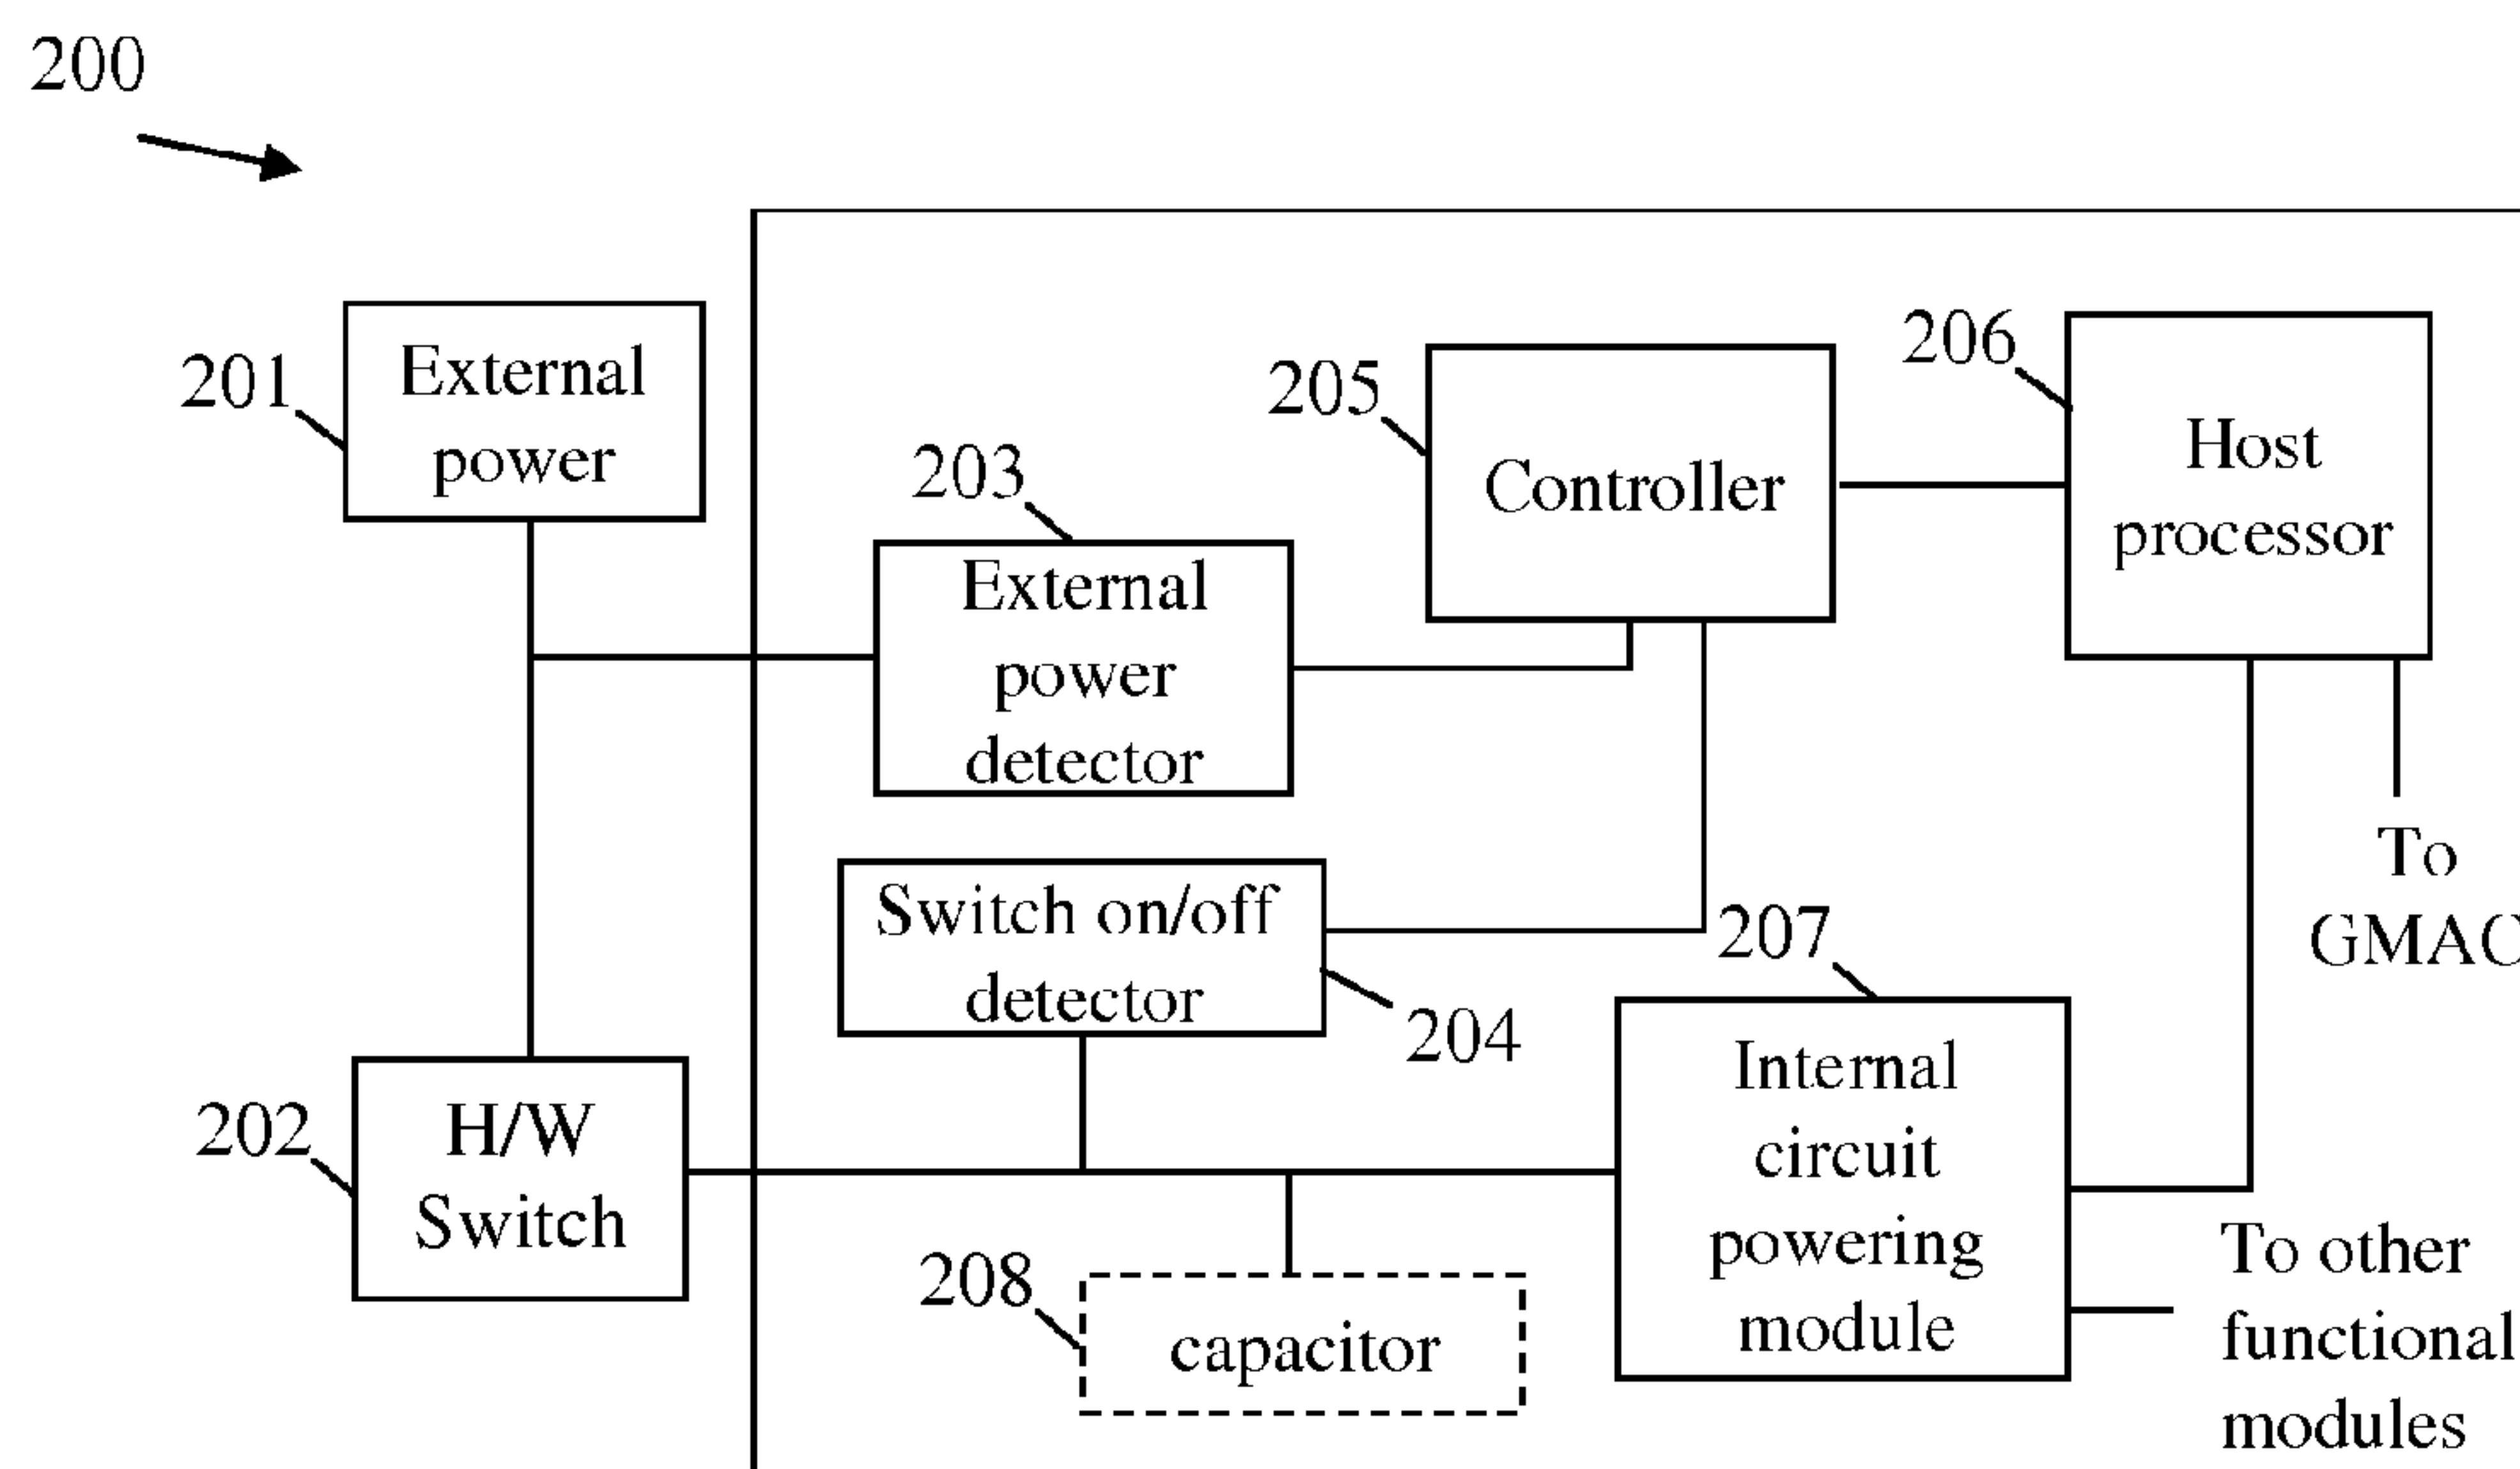 200
201
External
power
203
External
power
detector
205
Controller
206
Host
processor
To
Switch on/off
detector
204
202
H/W
Switch
207
Internal
circuit
powering
module
208
capacitor
To other
functional
modules